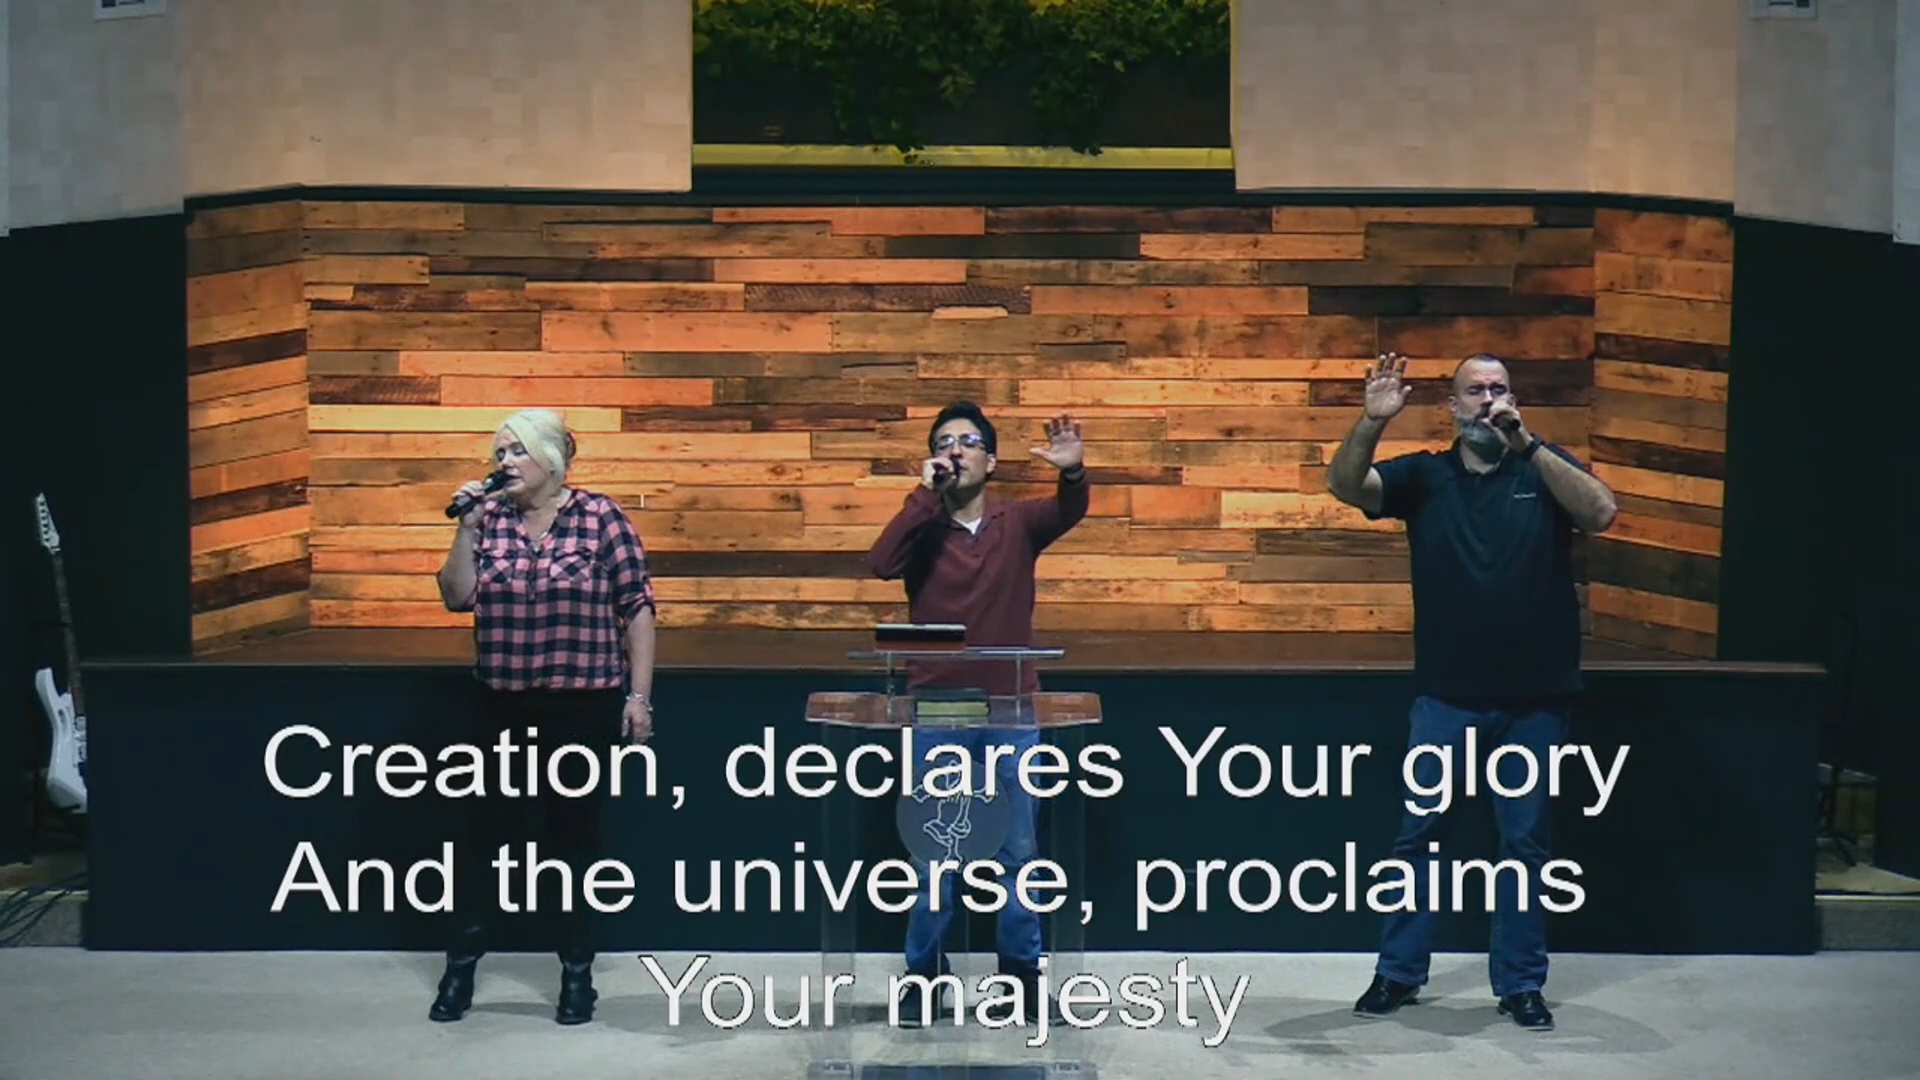 Creation, declares Your glory
And the universe, proclaims
Your majesty